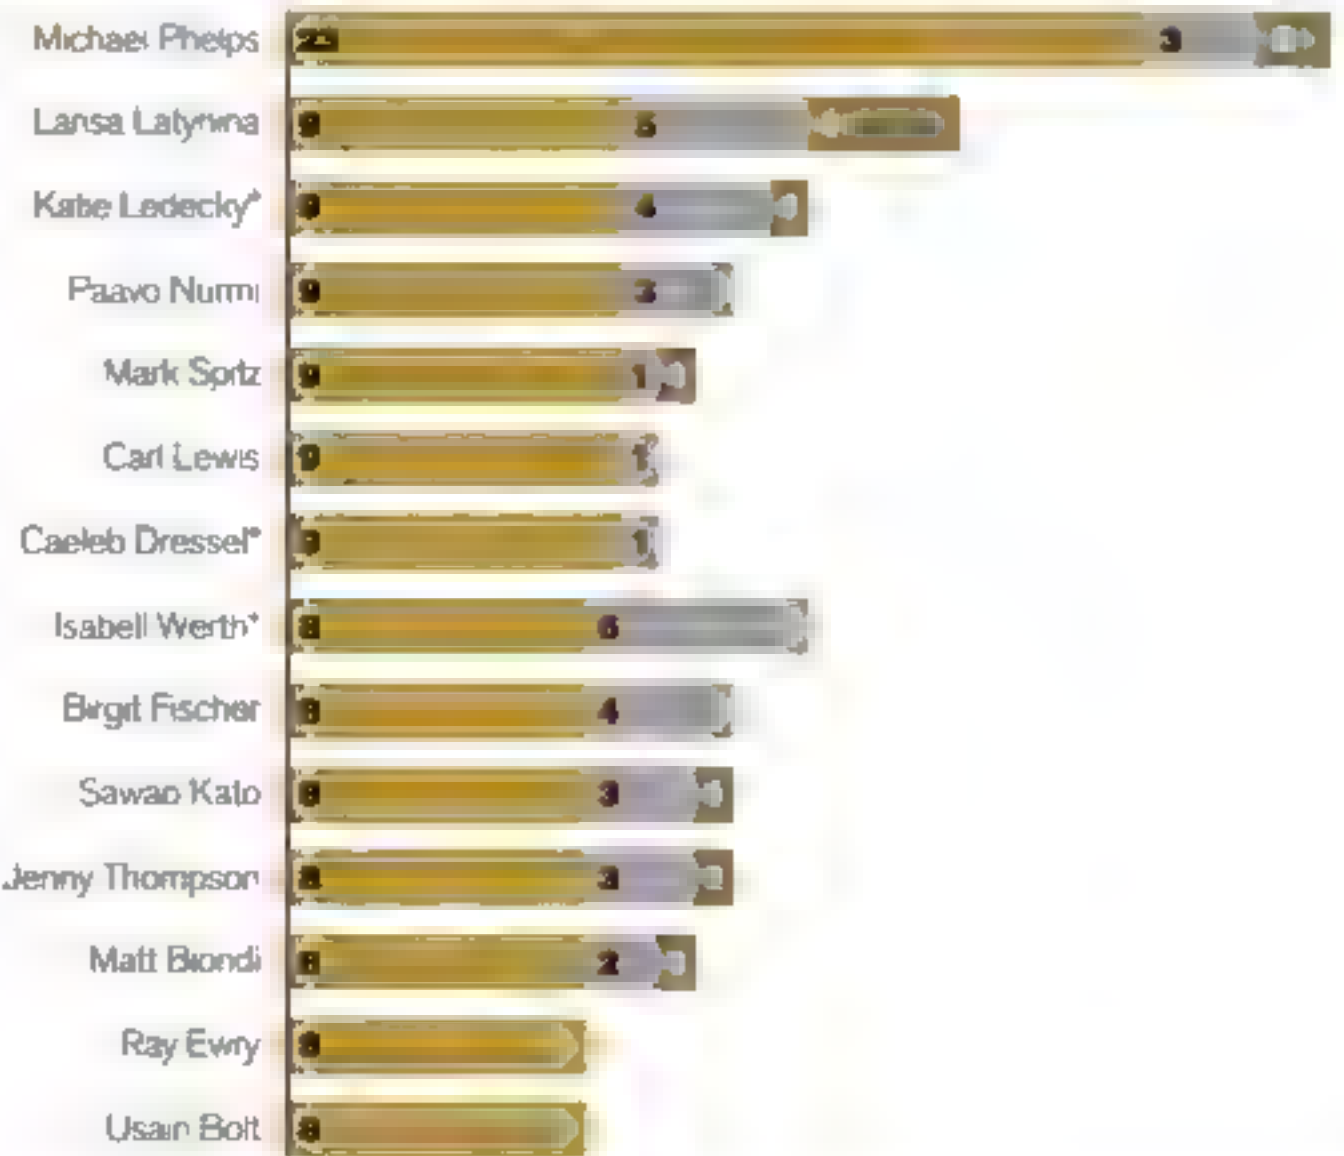 Michael Phelps 3
Larisa Latynina 9 5
Katie Ledecky* 9 4
Paavo Nurmi 9 3
Mark Spitz 9 1
Carl Lewis 9 1
Caeleb Dressel* 9 1
Isabell Werth* 8 6
Birgit Fischer 8 4
Sawao Kato 8 3
Jenny Thompson 8 3
Matt Biondi 8 2
Ray Ewry 8
Usain Bolt 8